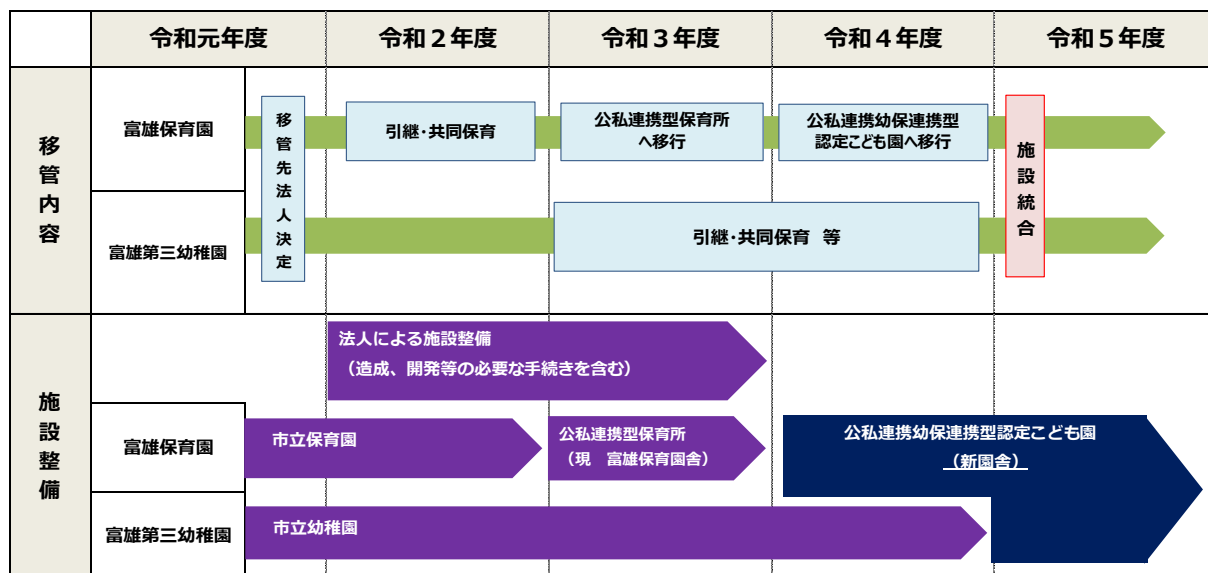 令和元年度
令和２年度
令和３年度
令和４年度
令和５年度
移管内容
富雄保育園
移管先法人決定
引継・共同保育
公私連携型保育所
へ移行
公私連携幼保連携型
認定こども園へ移行
施設統合
富雄第三幼稚園
引継・共同保育 等
施設整備
法人による施設整備
（造成、開発等の必要な手続きを含む）
富雄保育園
市立保育園
公私連携型保育所
（現　富雄保育園舎）
公私連携幼保連携型認定こども園
（新園舎）
富雄第三幼稚園
市立幼稚園